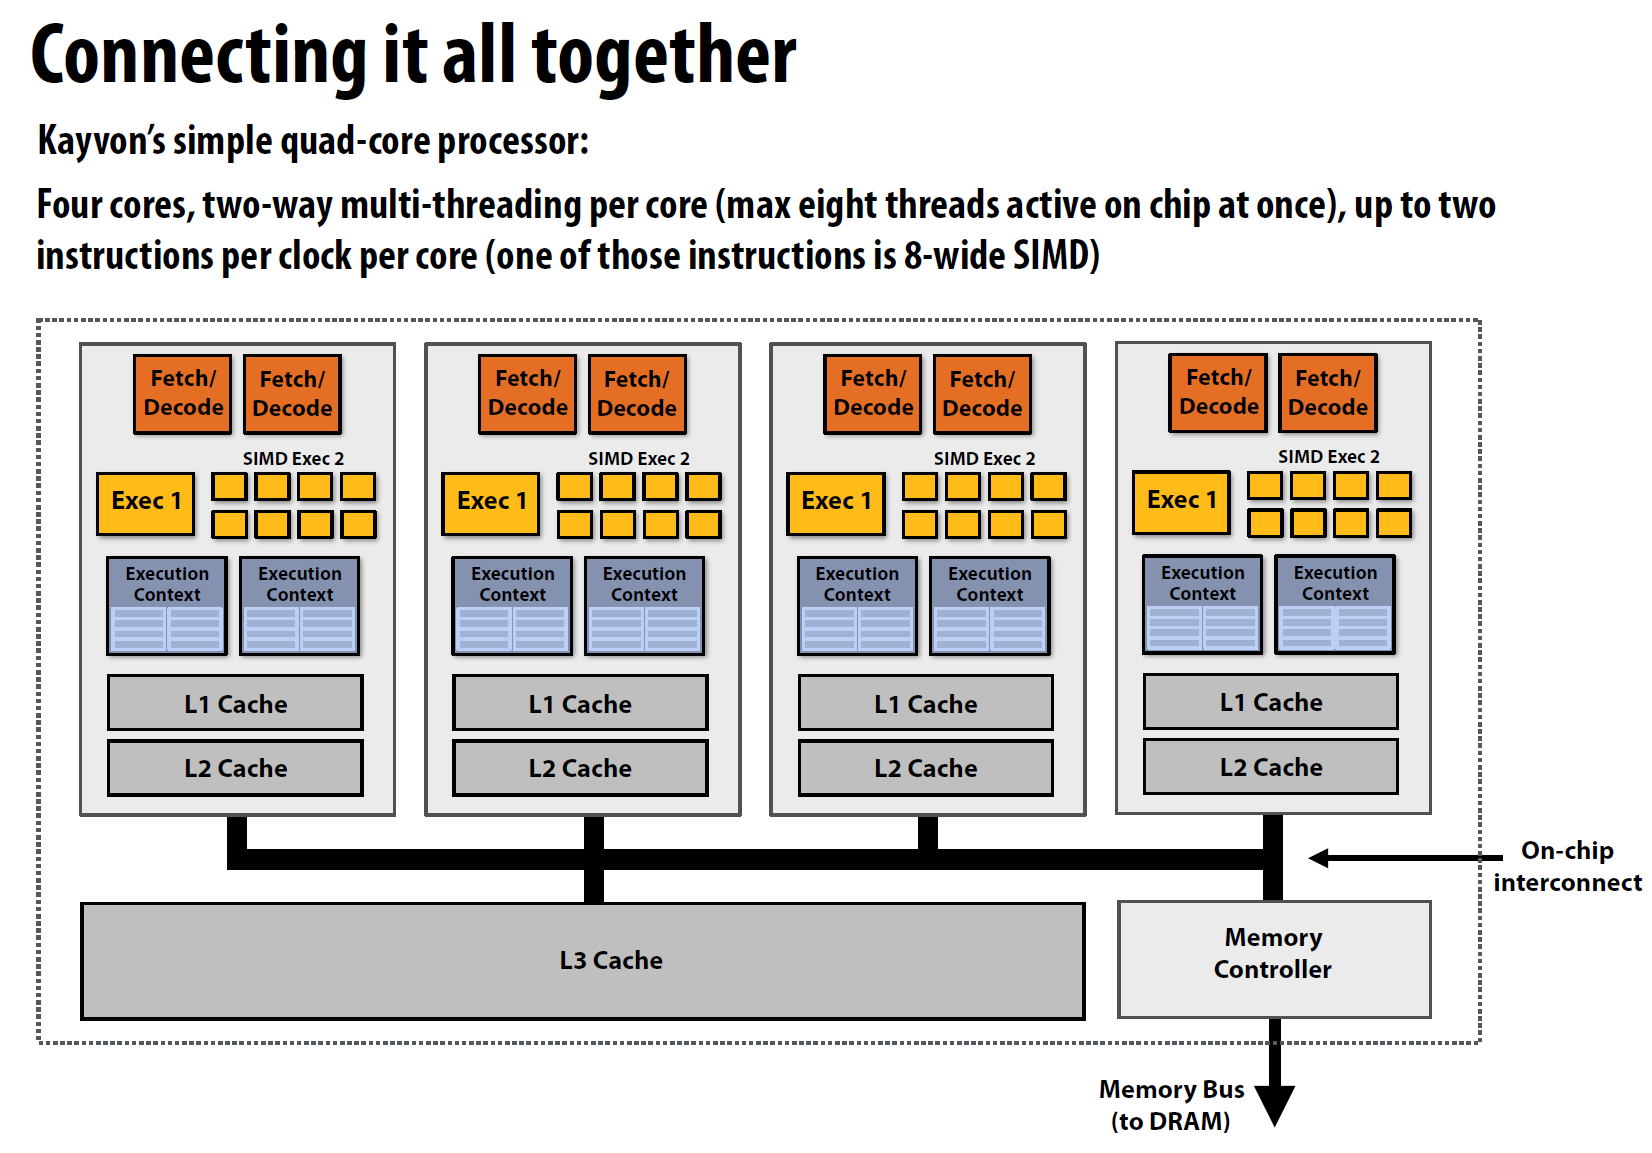 Connecting it all together
Kayvon's simple quad-core processor:
Four cores, two-way multi-threading per core (max eight threads active on chip at once), up to two
instructions per clock per core (one of those instructions is 8-wide SIMD)
Fetch/
Decode
Fetch/
Decode
SIMD Exec 2
Exec 1
Execution
Context
Execution
Context
L1 Cache
L2 Cache
Fetch/
Decode
Fetch/
Decode
SIMD Exec 2
Exec 1
Execution
Context
Execution
Context
L1 Cache
L2 Cache
Fetch/
Decode
Fetch/
Decode
SIMD Exec 2
Exec 1
Execution
Context
Execution
Context
L1 Cache
L2 Cache
Fetch/
Decode
Fetch/
Decode
SIMD Exec 2
Exec 1
Execution
Context
Execution
Context
L1 Cache
L2 Cache
On-chip
interconnect
L3 Cache
Memory
Controller
Memory Bus
(to DRAM)